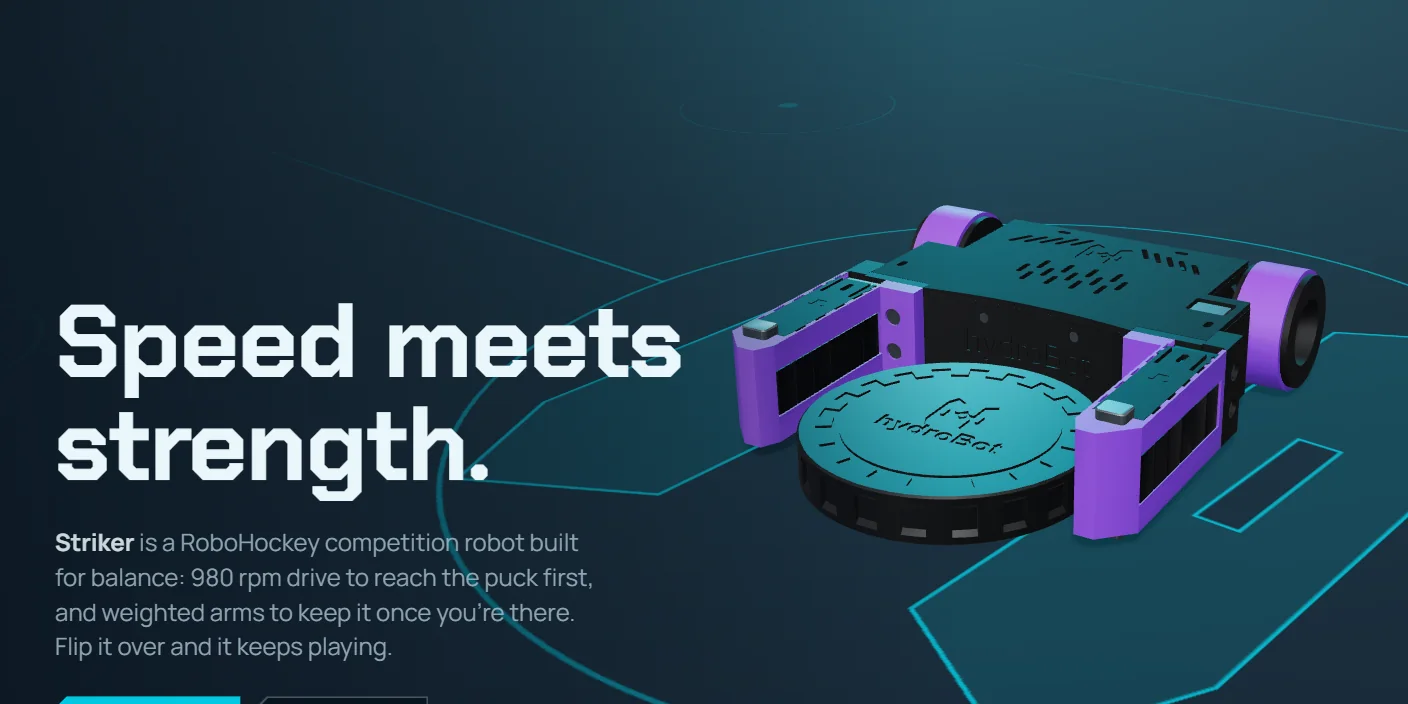 Speed meets
strength.
Striker is a RoboHockey competition robot built
for balance: 980 rpm drive to reach the puck first,
and weighted arms to keep it once you're there.
Flip it over and it keeps playing.
hydroBot
hydroBot